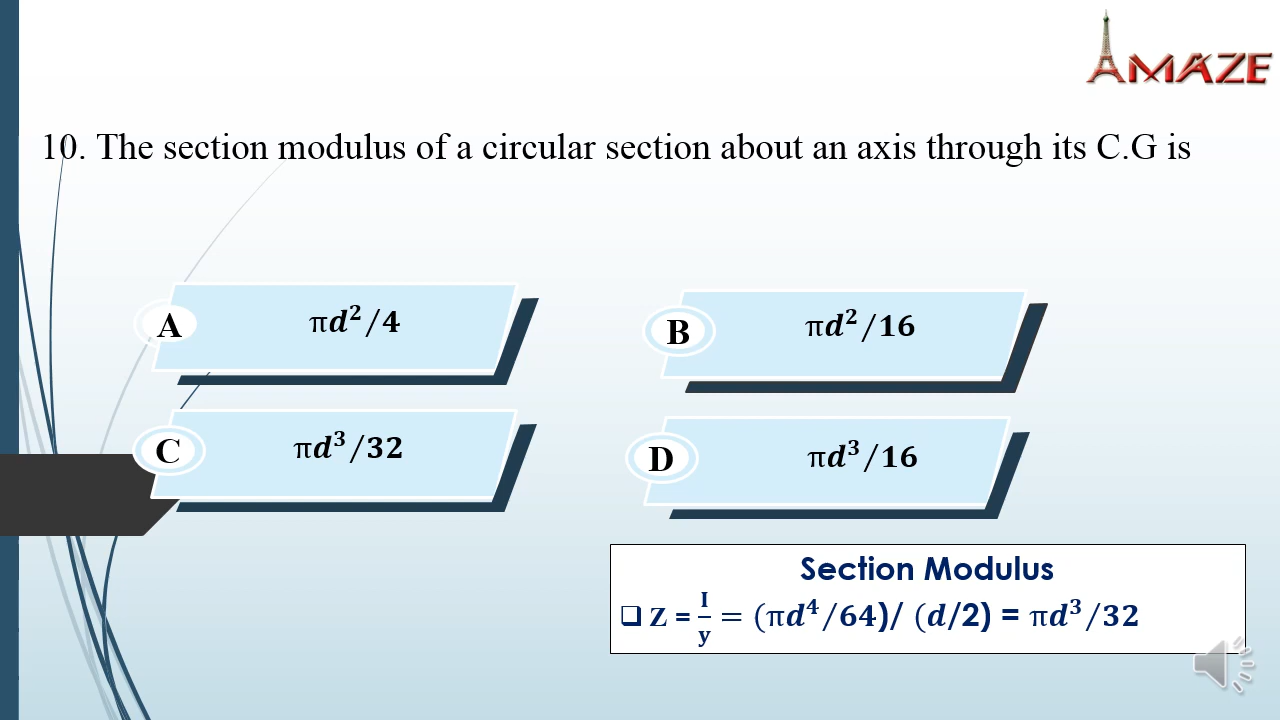 AMAZE
10. The section modulus of a circular section about an axis through its C.G is
A πd²/4
B πd²/16
C πd³/32
D πd³/16
Section Modulus
❑ Z = I/y = (πd⁴/64)/ (d/2) = πd³/32